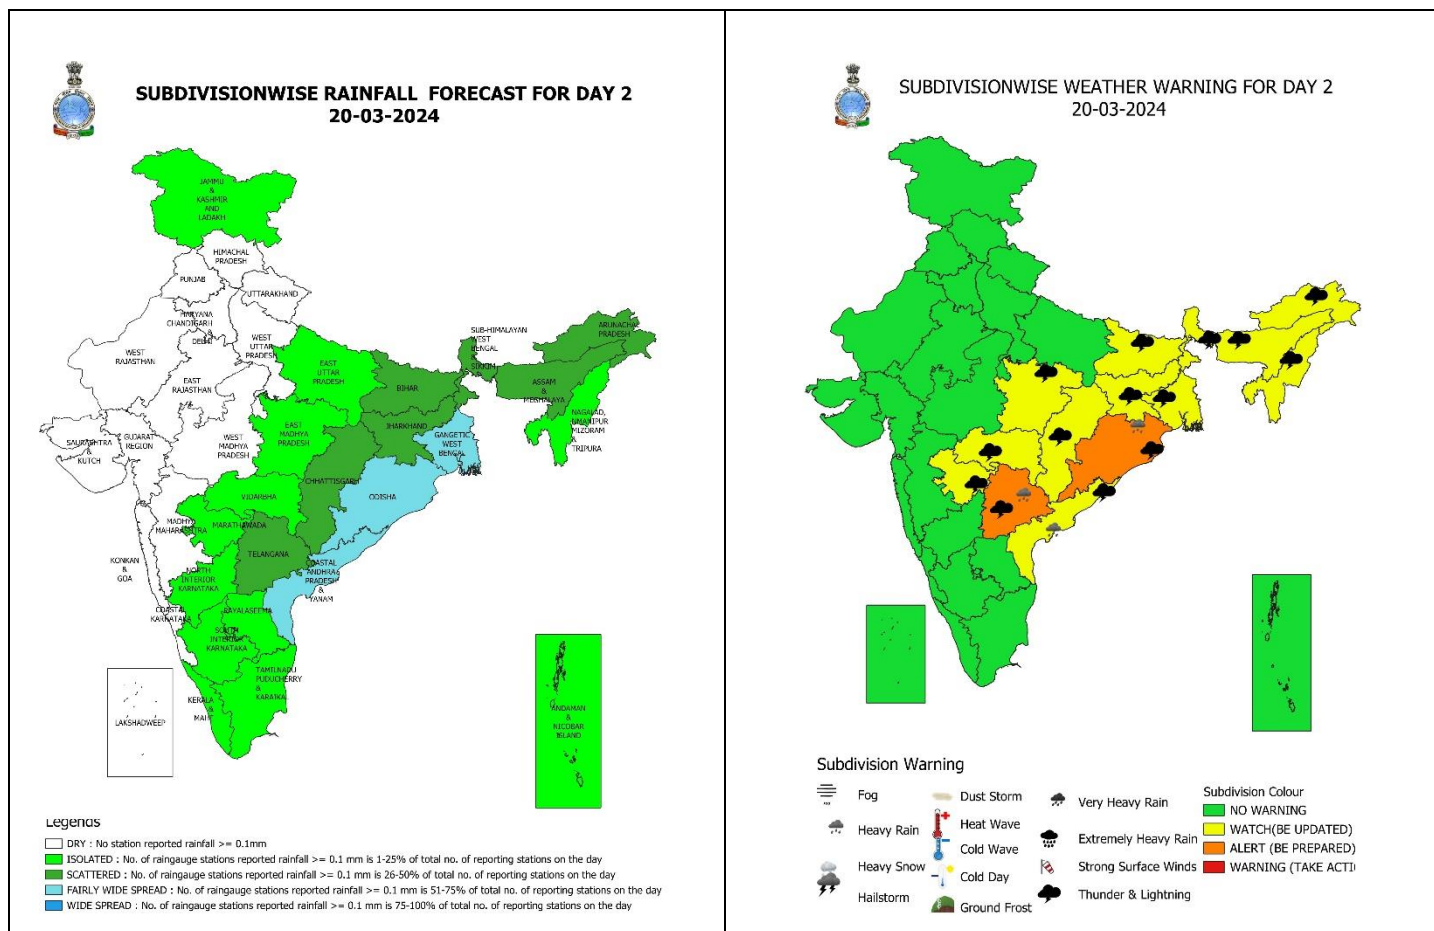 SUBDIVISIONWISE RAINFALL FORECAST FOR DAY 2
20-03-2024
JAMMU
&
KASHMIR
AND
LADAKH
HIMACHAL
PRADESH
PUNJAB
UTTARAKHAND
HARYANA
CHANDIGARH
&
DELHI
WEST
UTTAR
PRADESH
WEST
RAJASTHAN
EAST
RAJASTHAN
EAST
UTTAR
PRADESH
SUB-HIMALAYAN
WEST
BENGAL
&
SIKKIM
ARUNACHAL
PRADESH
BIHAR
ASSAM
&
MEGHALAYA
NAGALAD,
MANIPUR
MIZORAM
&
TRIPURA
JHARKHAND
GANGETIC
WEST
BENGAL
EAST
MADHYA
PRADESH
WEST
MADHYA
PRADESH
GUJARAT
REGION
SAURASHTRA
&
KUTCH
CHHATTISGARH
ODISHA
VIDARBHA
MADHYA
MAHARASHTRA
MARATHAWADA
TELANGANA
KONKAN
&
GOA
COASTAL
ANDHRA
PRADESH
&
YANAM
NORTH
INTERIOR
KARNATAKA
COASTAL
KARNATAKA
RAYALASEEMA
SOUTH
INTERIOR
KARNATAKA
TAMILNADU
PUDUCHERRY
&
KARAIKAL
KERALA
&
MAHE
LAKSHADWEEP
ANDAMAN
&
NICOBAR
ISLAND
Legends
DRY : No station reported rainfall >= 0.1mm
ISOLATED : No. of raingauge stations reported rainfall >= 0.1 mm is 1-25% of total no. of reporting stations on the day
SCATTERED : No. of raingauge stations reported rainfall >= 0.1 mm is 26-50% of total no. of reporting stations on the day
FAIRLY WIDE SPREAD : No. of raingauge stations reported rainfall >= 0.1 mm is 51-75% of total no. of reporting stations on the day
WIDE SPREAD : No. of raingauge stations reported rainfall >= 0.1 mm is 75-100% of total no. of reporting stations on the day
SUBDIVISIONWISE WEATHER WARNING FOR DAY 2
20-03-2024
Subdivision Warning
Fog
Heavy Rain
Heavy Snow
Hailstorm
Dust Storm
Heat Wave
Cold Wave
Cold Day
Ground Frost
Very Heavy Rain
Extremely Heavy Rain
Strong Surface Winds
Thunder & Lightning
Subdivision Colour
NO WARNING
WATCH(BE UPDATED)
ALERT (BE PREPARED)
WARNING (TAKE ACTI